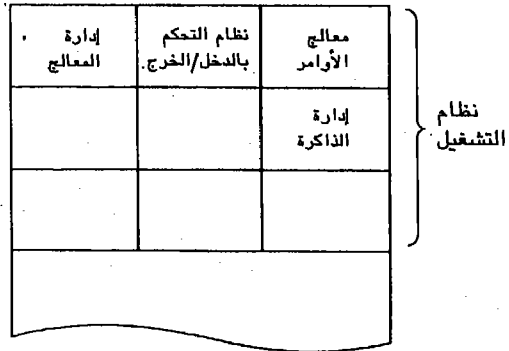 معالج
الأوامر
نظام التحكم
بالدخل/الخرج.
إدارة
المعالج
إدارة
الذاكرة
نظام
التشغيل